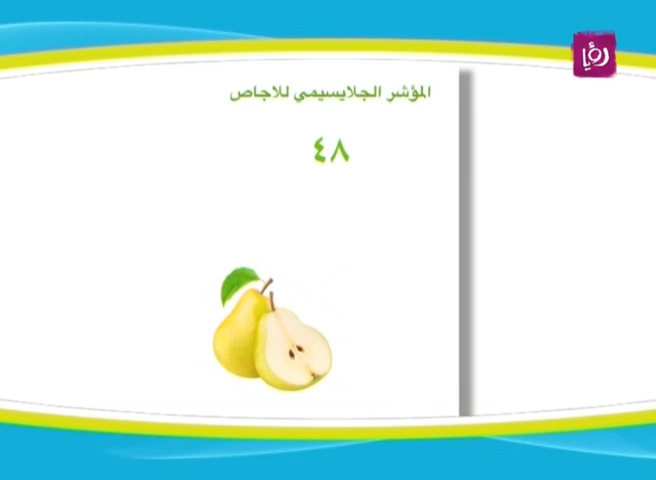 رؤيا
المؤشر الجلايسيمي للاجاص
٤٨